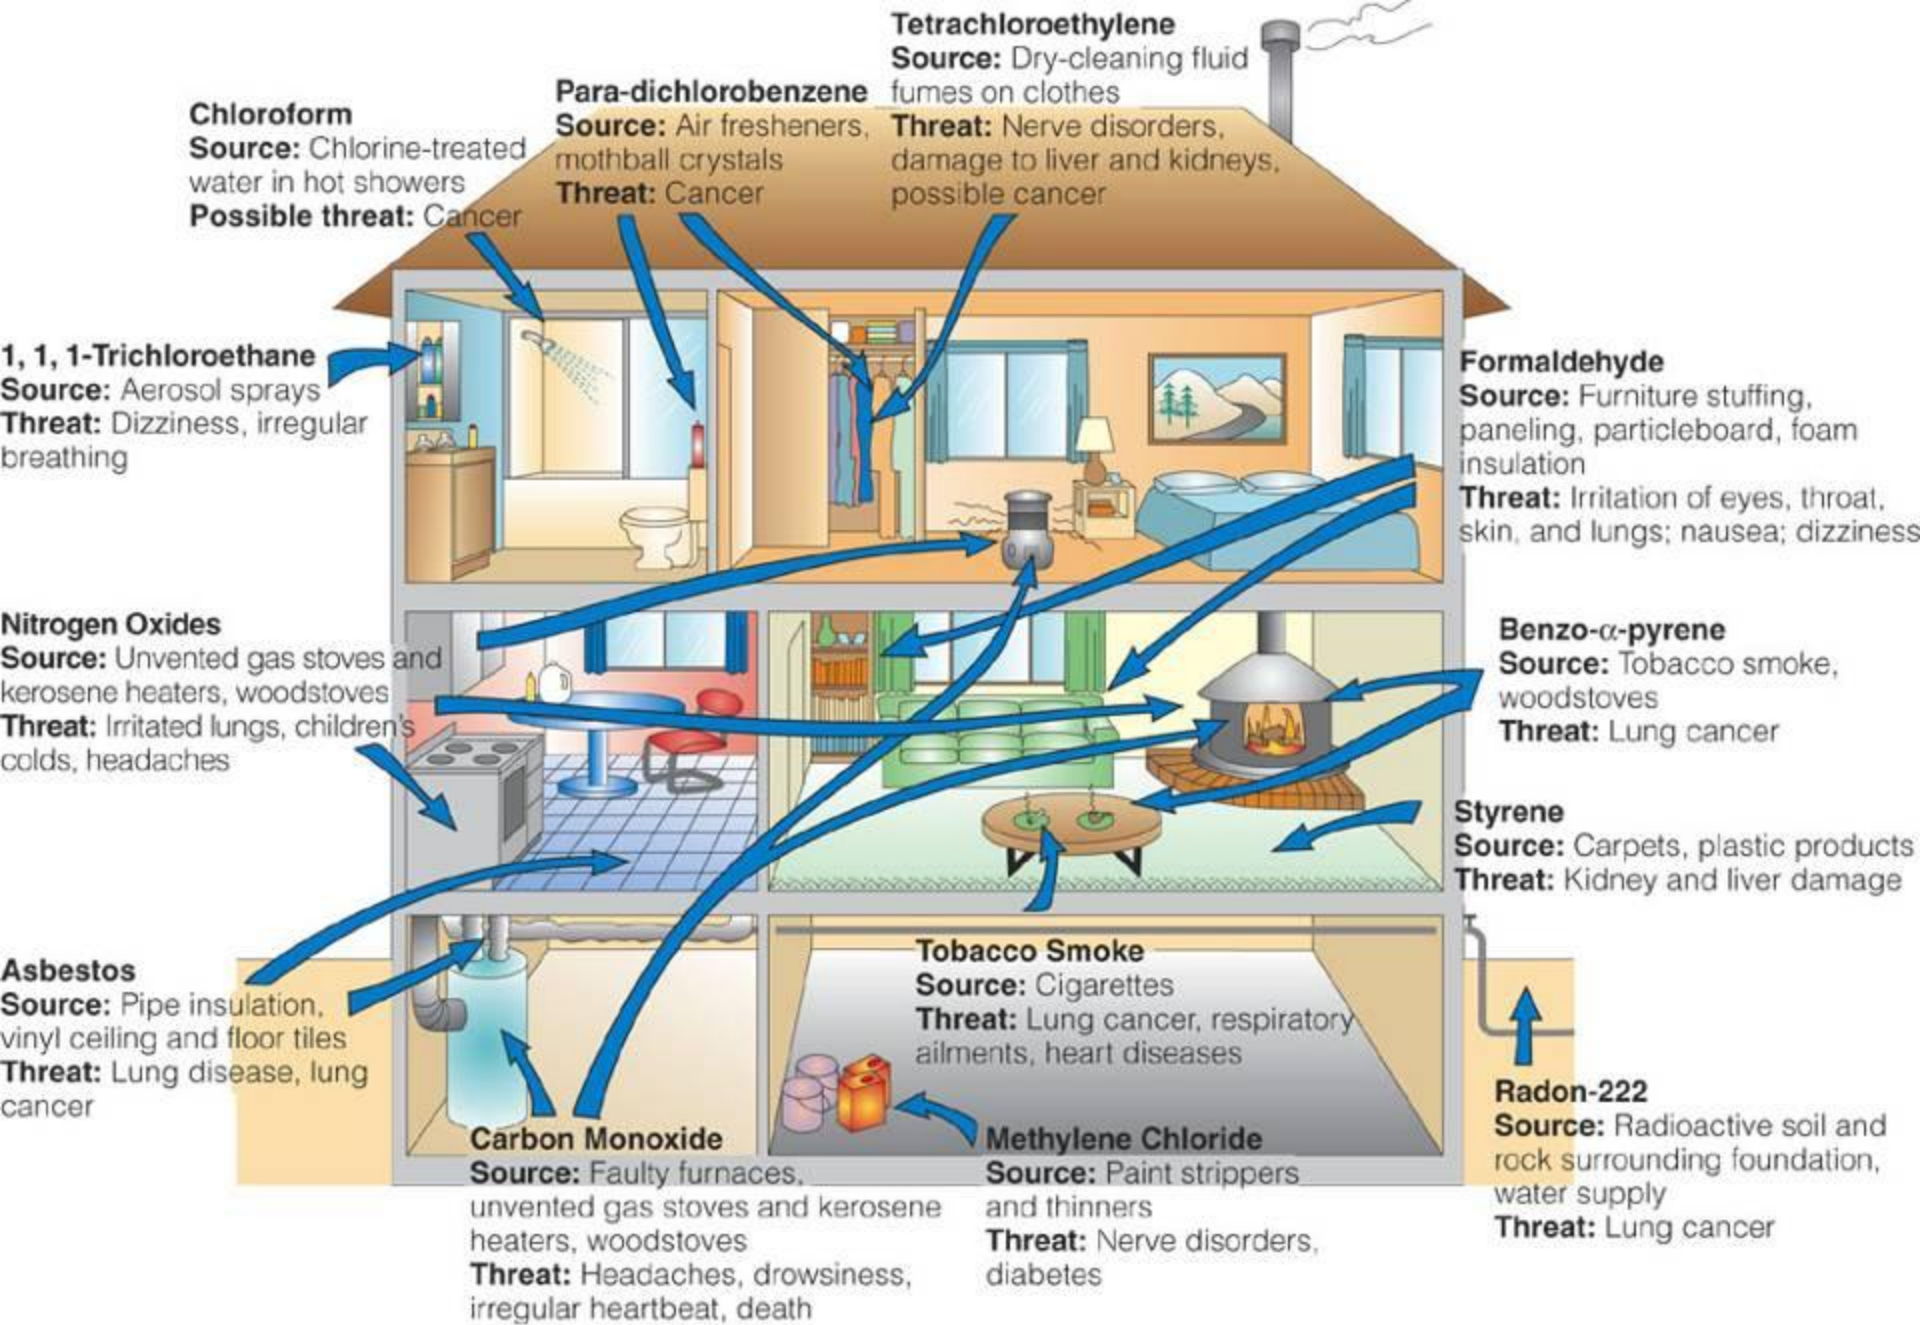 Tetrachloroethylene
Source: Dry-cleaning fluid
fumes on clothes
Threat: Nerve disorders,
damage to liver and kidneys,
possible cancer
Para-dichlorobenzene
Source: Air fresheners,
mothball crystals
Threat: Cancer
Chloroform
Source: Chlorine-treated
water in hot showers
Possible threat: Cancer
1, 1, 1-Trichloroethane
Source: Aerosol sprays
Threat: Dizziness, irregular
breathing
Formaldehyde
Source: Furniture stuffing,
paneling, particleboard, foam
insulation
Threat: Irritation of eyes, throat,
skin, and lungs; nausea; dizziness
Nitrogen Oxides
Source: Unvented gas stoves and
kerosene heaters, woodstoves
Threat: Irritated lungs, children's
colds, headaches
Benzo-α-pyrene
Source: Tobacco smoke,
woodstoves
Threat: Lung cancer
Styrene
Source: Carpets, plastic products
Threat: Kidney and liver damage
Asbestos
Source: Pipe insulation,
vinyl ceiling and floor tiles
Threat: Lung disease, lung
cancer
Tobacco Smoke
Source: Cigarettes
Threat: Lung cancer, respiratory
ailments, heart diseases
Carbon Monoxide
Source: Faulty furnaces,
unvented gas stoves and kerosene
heaters, woodstoves
Threat: Headaches, drowsiness,
irregular heartbeat, death
Methylene Chloride
Source: Paint strippers
and thinners
Threat: Nerve disorders,
diabetes
Radon-222
Source: Radioactive soil and
rock surrounding foundation,
water supply
Threat: Lung cancer